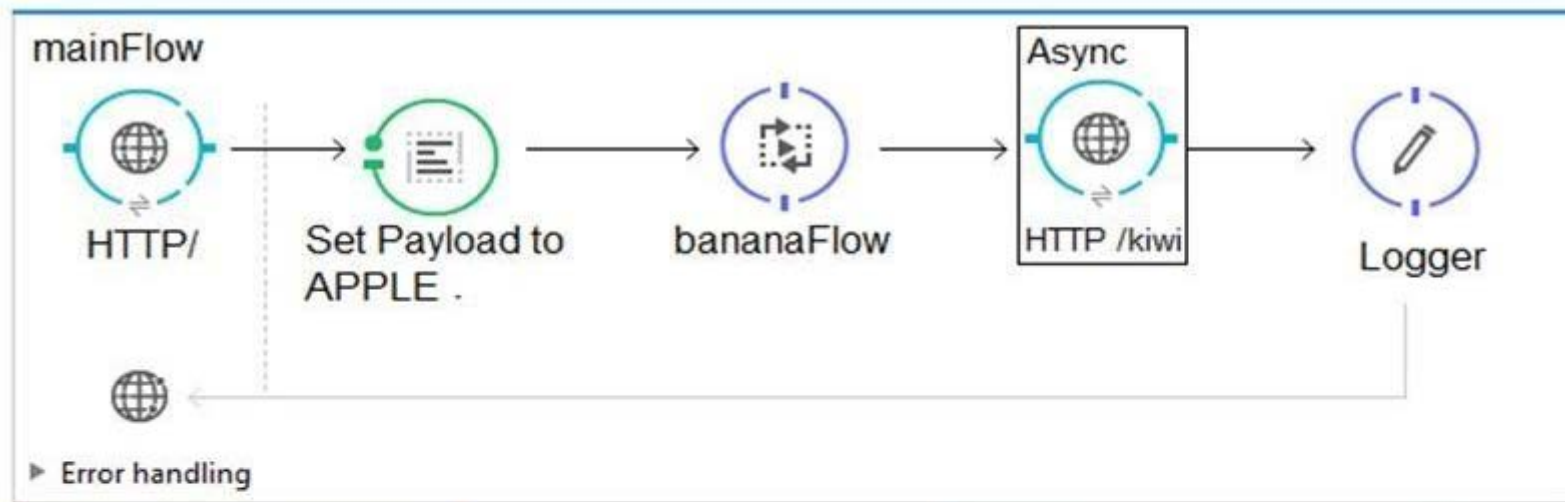 mainFlow
Async
HTTP/
Set Payload to
APPLE .
bananaFlow
HTTP /kiwi
Logger
Error handling